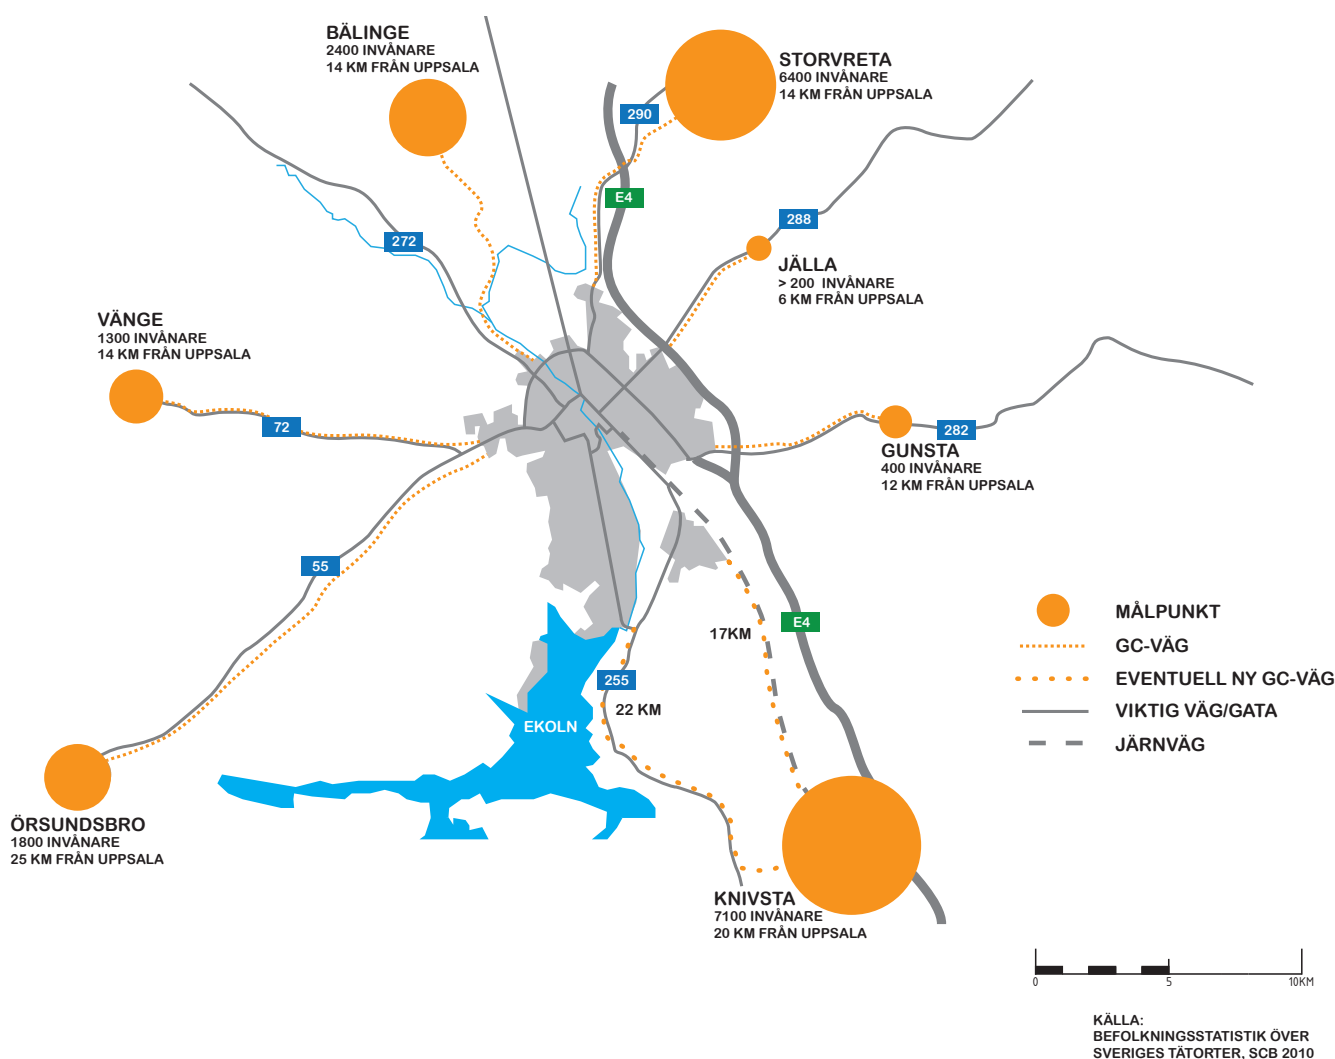 BÄLINGE
2400 INVÅNARE
14 KM FRÅN UPPSALA
STORVRETA
6400 INVÅNARE
14 KM FRÅN UPPSALA
290
E4
288
272
JÄLLA
> 200 INVÅNARE
6 KM FRÅN UPPSALA
VÄNGE
1300 INVÅNARE
14 KM FRÅN UPPSALA
72
282
GUNSTA
400 INVÅNARE
12 KM FRÅN UPPSALA
55
17KM
E4
255
22 KM
EKOLN
MÅLPUNKT
GC-VÄG
EVENTUELL NY GC-VÄG
VIKTIG VÄG/GATA
JÄRNVÄG
ÖRSUNDSBRO
1800 INVÅNARE
25 KM FRÅN UPPSALA
KNIVSTA
7100 INVÅNARE
20 KM FRÅN UPPSALA
0 5 10KM
KÄLLA:
BEFOLKNINGSSTATISTIK ÖVER
SVERIGES TÄTORTER, SCB 2010